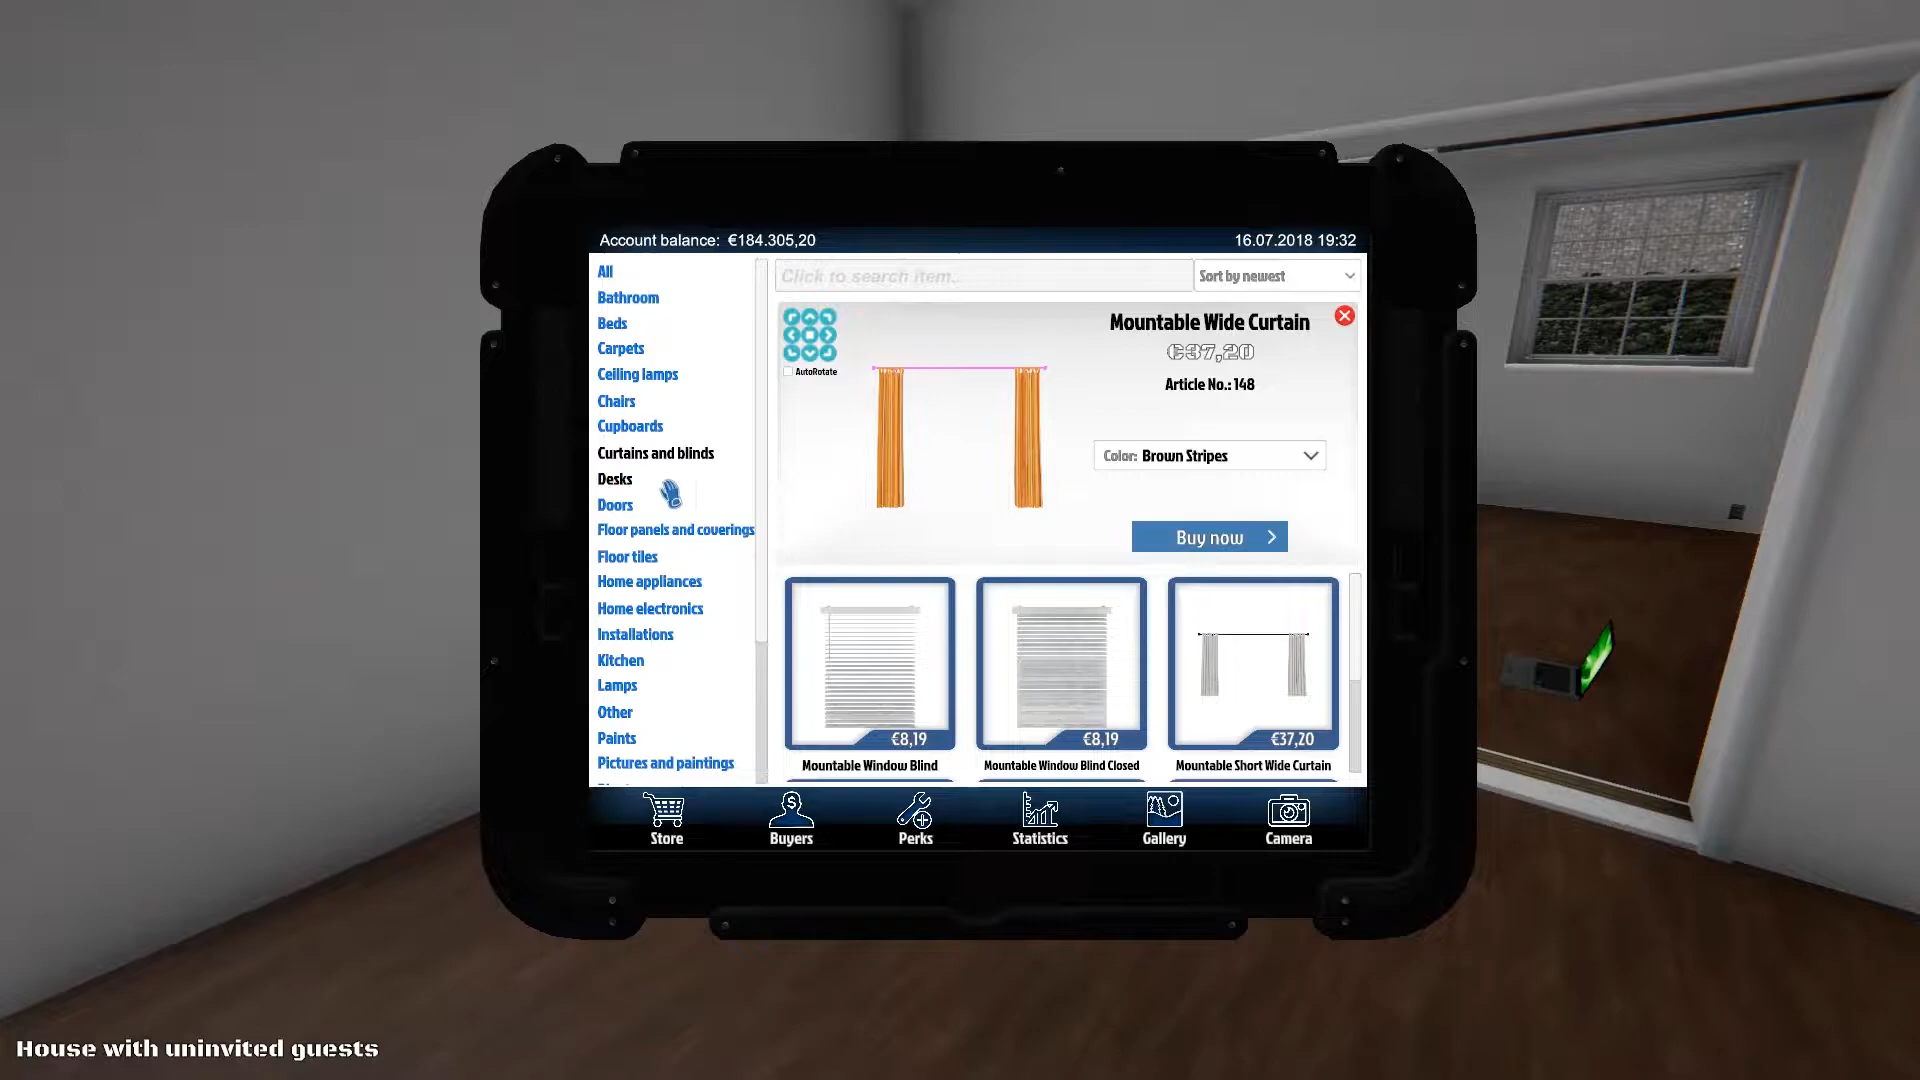 Account balance: €184.305,20
16.07.2018 19:32
All
Bathroom
Beds
Carpets
Ceiling lamps
Chairs
Cupboards
Curtains and blinds
Desks
Doors
Floor panels and coverings
Floor tiles
Home appliances
Home electronics
Installations
Kitchen
Lamps
Other
Paints
Pictures and paintings
Click to search item..
Sort by newest
AutoRotate
Mountable Wide Curtain
€37,20
Article No.: 148
Color: Brown Stripes
Buy now
€8,19
€8,19
€37,20
Mountable Window Blind
Mountable Window Blind Closed
Mountable Short Wide Curtain
Store
Buyers
Perks
Statistics
Gallery
Camera
House with uninvited guests